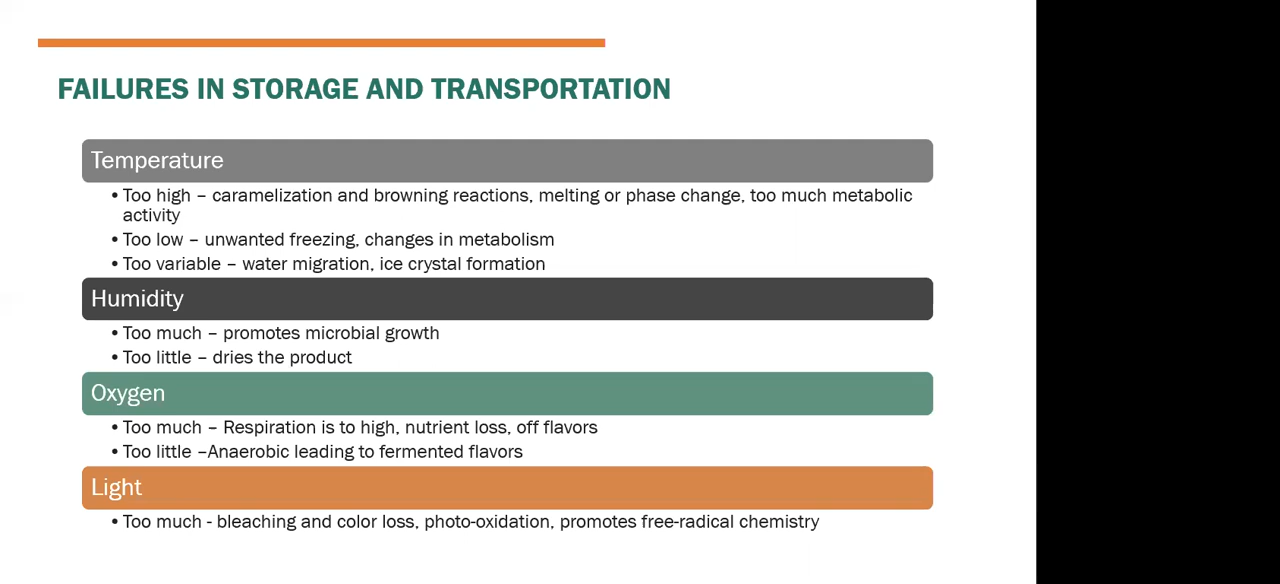 FAILURES IN STORAGE AND TRANSPORTATION
Temperature
• Too high – caramelization and browning reactions, melting or phase change, too much metabolic
activity
• Too low – unwanted freezing, changes in metabolism
• Too variable – water migration, ice crystal formation
Humidity
• Too much – promotes microbial growth
• Too little – dries the product
Oxygen
• Too much – Respiration is to high, nutrient loss, off flavors
• Too little –Anaerobic leading to fermented flavors
Light
• Too much - bleaching and color loss, photo-oxidation, promotes free-radical chemistry